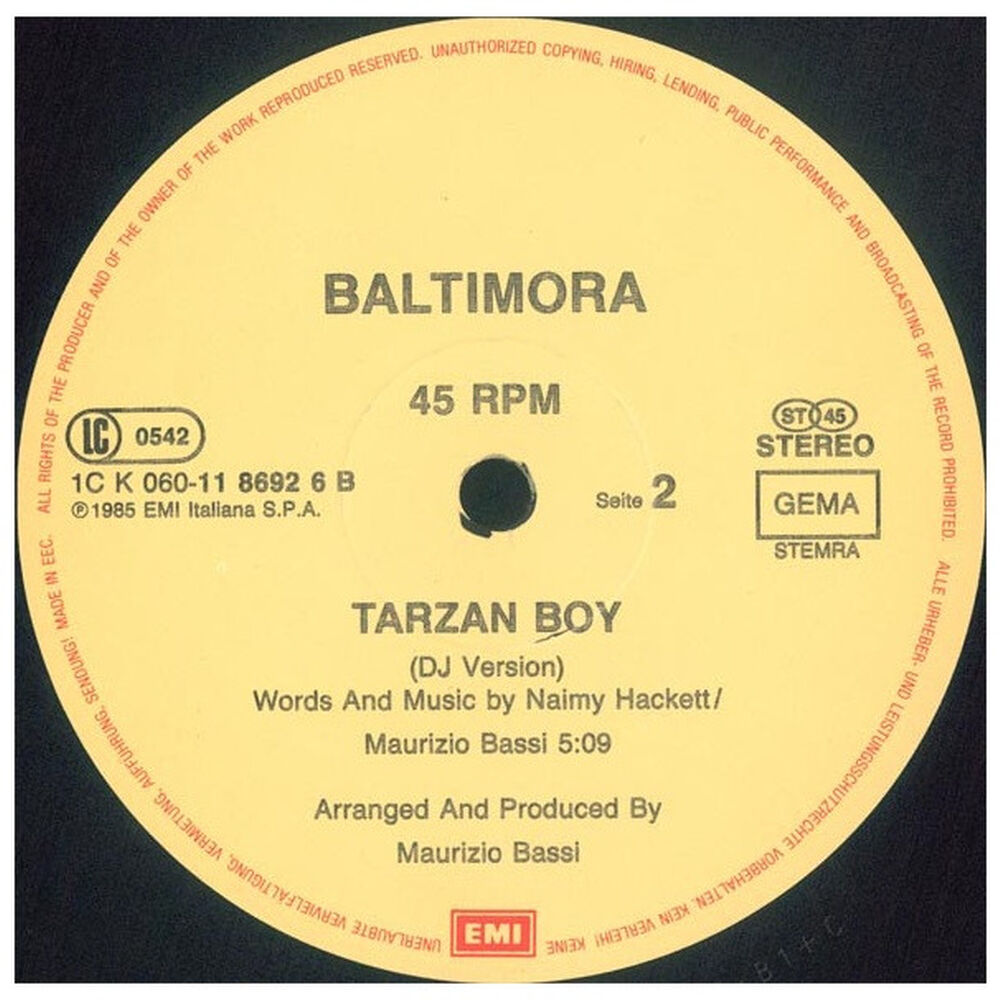 ALL RIGHTS OF THE PRODUCER AND OF THE OWNER OF THE WORK REPRODUCED RESERVED. UNAUTHORIZED COPYING, HIRING, LENDING, PUBLIC PERFORMANCE AND BROADCASTING OF THE RECORD PROHIBITED.
BALTIMORA
45 RPM
LC 0542
1C K 060-11 8692 6 B
℗ 1985 EMI Italiana S.P.A.
Seite 2
ST 45
STEREO
GEMA
STEMRA
TARZAN BOY
(DJ Version)
Words And Music by Naimy Hackett/
Maurizio Bassi 5:09
Arranged And Produced By
Maurizio Bassi
EMI
ALLE URHEBER- UND LEISTUNGSSCHUTZRECHTE VORBEHALTEN. KEIN VERLEIH! KEINE UNERLAUBTE VERVIELFÄLTIGUNG, VERMIETUNG, AUFFÜHRUNG, SENDUNG! MADE IN EEC.
B 1 + C